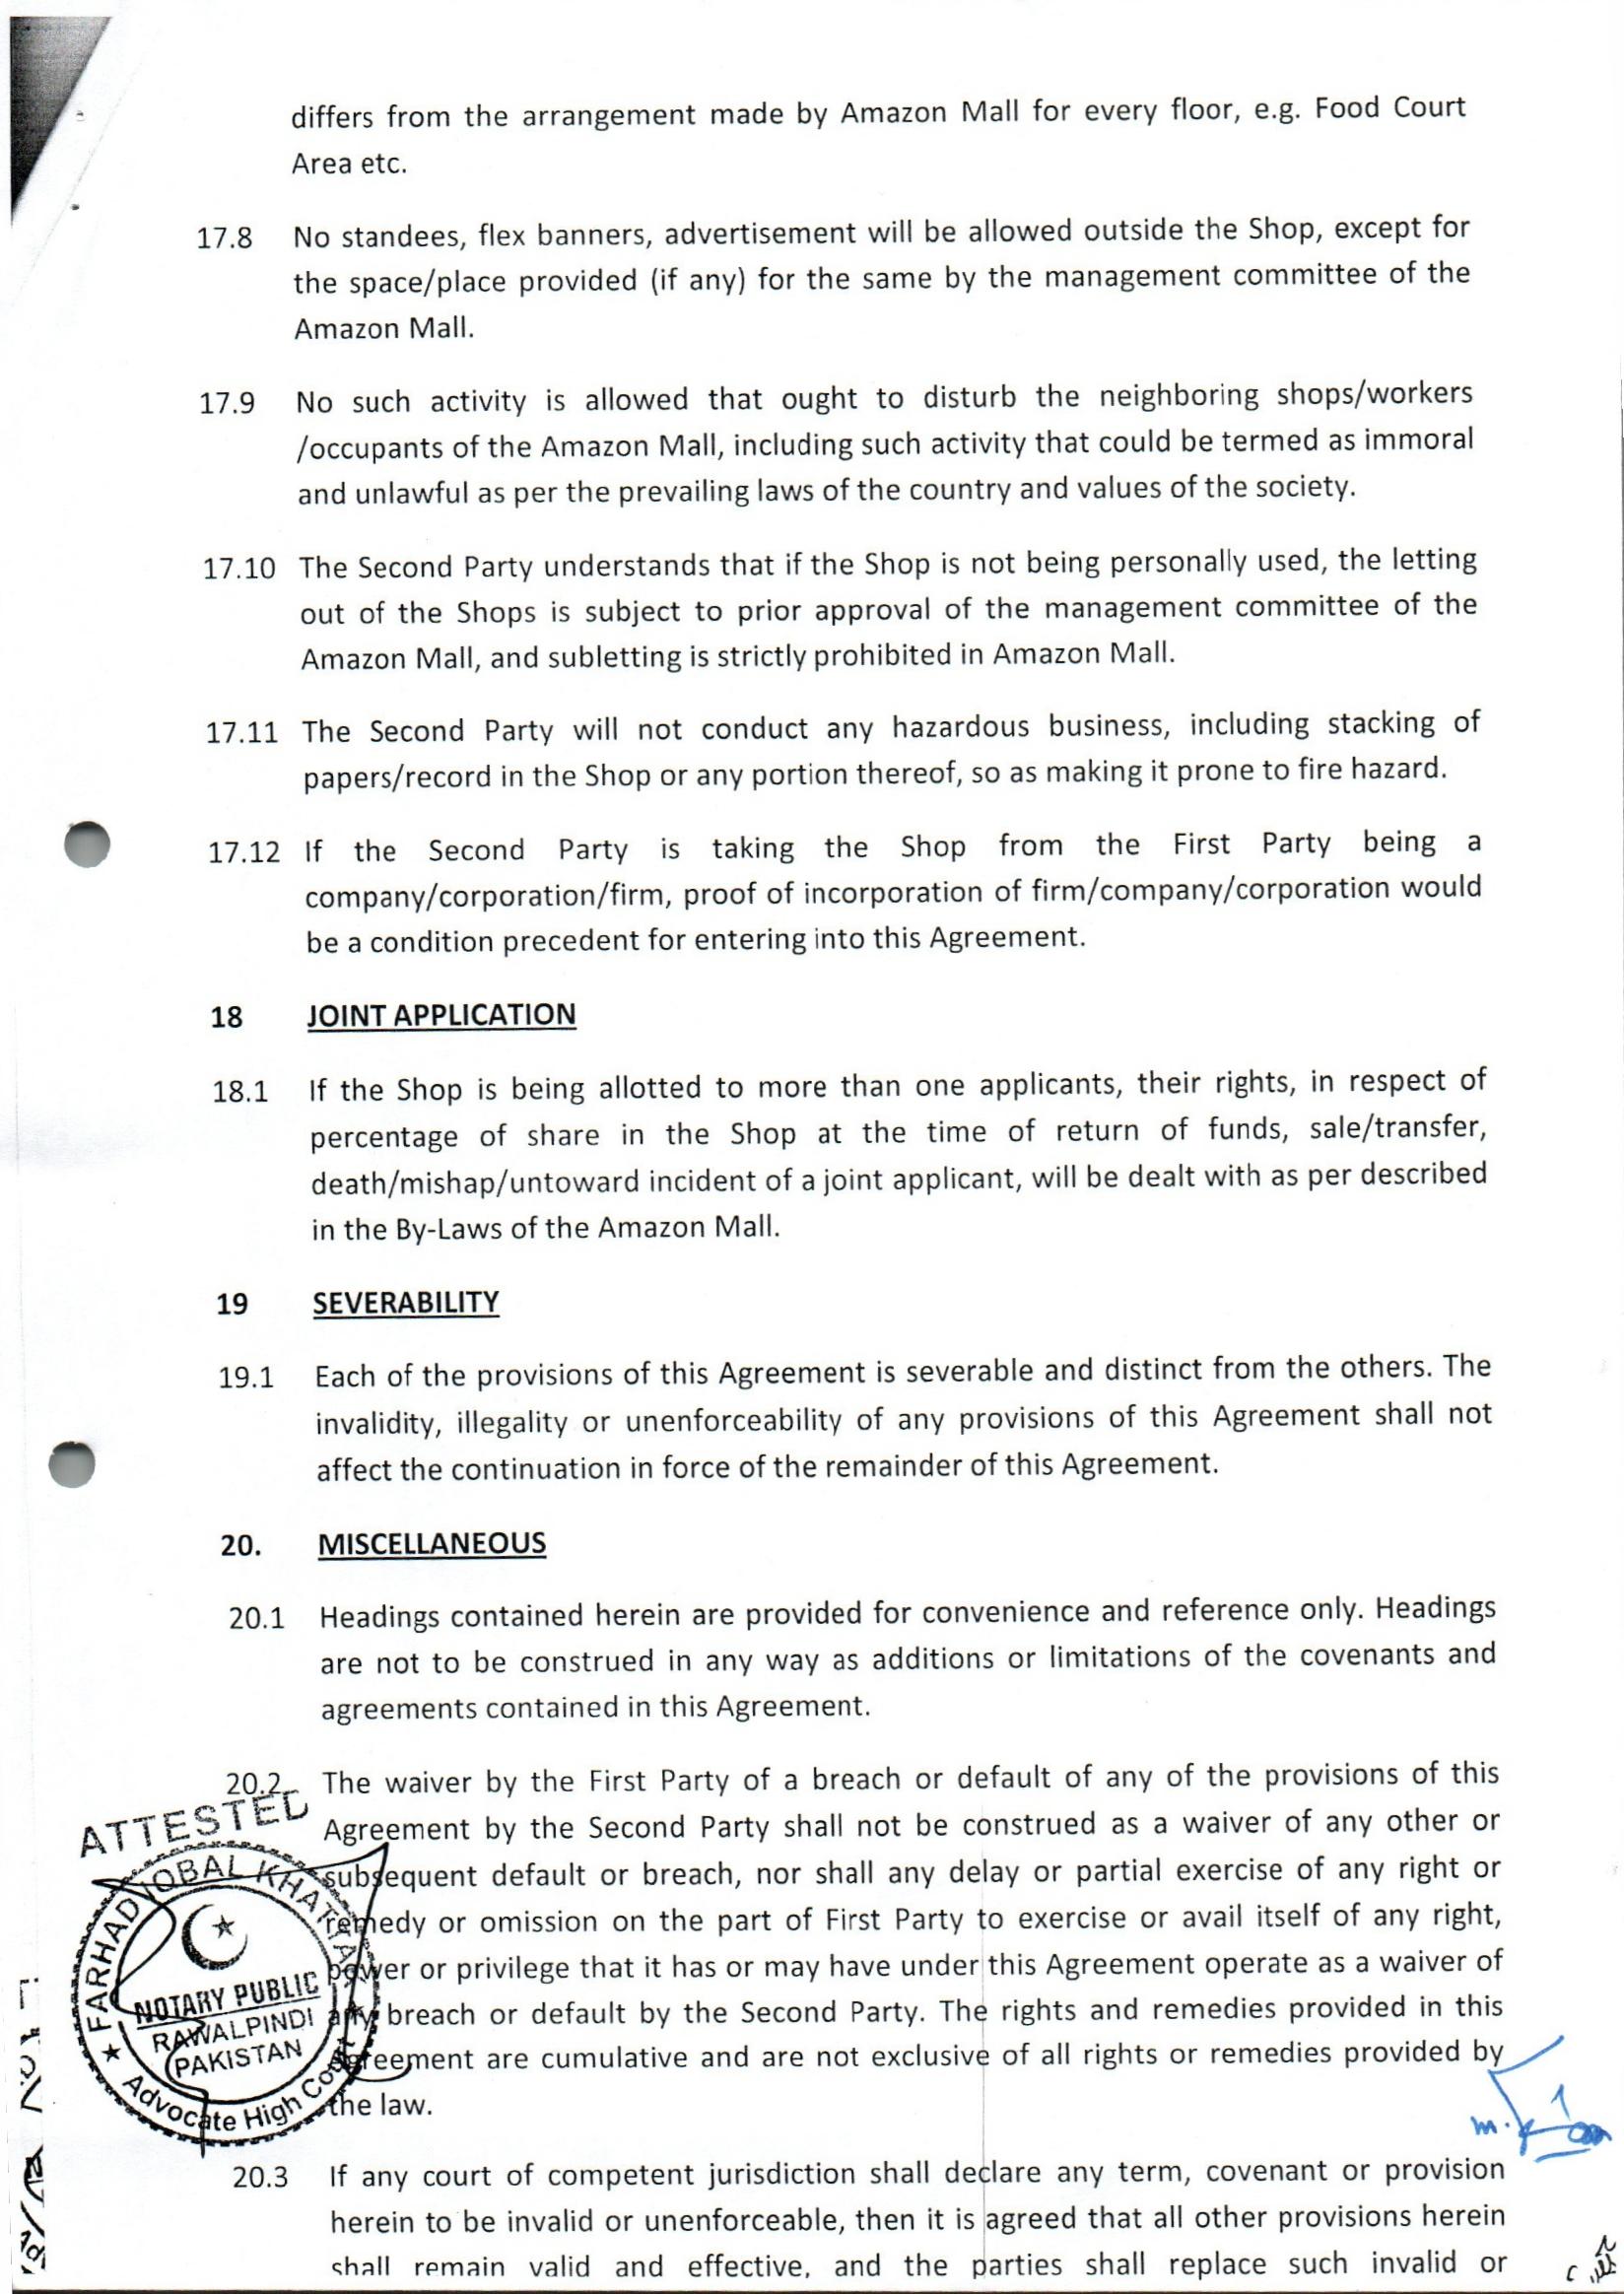 differs from the arrangement made by Amazon Mall for every floor, e.g. Food Court
Area etc.
17.8 No standees, flex banners, advertisement will be allowed outside the Shop, except for
the space/place provided (if any) for the same by the management committee of the
Amazon Mall.
17.9 No such activity is allowed that ought to disturb the neighboring shops/workers
/occupants of the Amazon Mall, including such activity that could be termed as immoral
and unlawful as per the prevailing laws of the country and values of the society.
17.10 The Second Party understands that if the Shop is not being personally used, the letting
out of the Shops is subject to prior approval of the management committee of the
Amazon Mall, and subletting is strictly prohibited in Amazon Mall.
17.11 The Second Party will not conduct any hazardous business, including stacking of
papers/record in the Shop or any portion thereof, so as making it prone to fire hazard.
17.12 If the Second Party is taking the Shop from the First Party being a
company/corporation/firm, proof of incorporation of firm/company/corporation would
be a condition precedent for entering into this Agreement.
18 JOINT APPLICATION
18.1 If the Shop is being allotted to more than one applicants, their rights, in respect of
percentage of share in the Shop at the time of return of funds, sale/transfer,
death/mishap/untoward incident of a joint applicant, will be dealt with as per described
in the By-Laws of the Amazon Mall.
19 SEVERABILITY
19.1 Each of the provisions of this Agreement is severable and distinct from the others. The
invalidity, illegality or unenforceability of any provisions of this Agreement shall not
affect the continuation in force of the remainder of this Agreement.
20. MISCELLANEOUS
20.1 Headings contained herein are provided for convenience and reference only. Headings
are not to be construed in any way as additions or limitations of the covenants and
agreements contained in this Agreement.
20.2 The waiver by the First Party of a breach or default of any of the provisions of this
Agreement by the Second Party shall not be construed as a waiver of any other or
subsequent default or breach, nor shall any delay or partial exercise of any right or
remedy or omission on the part of First Party to exercise or avail itself of any right,
power or privilege that it has or may have under this Agreement operate as a waiver of
any breach or default by the Second Party. The rights and remedies provided in this
Agreement are cumulative and are not exclusive of all rights or remedies provided by
the law.
20.3 If any court of competent jurisdiction shall declare any term, covenant or provision
herein to be invalid or unenforceable, then it is agreed that all other provisions herein
shall remain valid and effective, and the parties shall replace such invalid or
ATTESTED
FARHAD IQBAL KHATTAK
NOTARY PUBLIC
RAWALPINDI
PAKISTAN
Advocate High Court